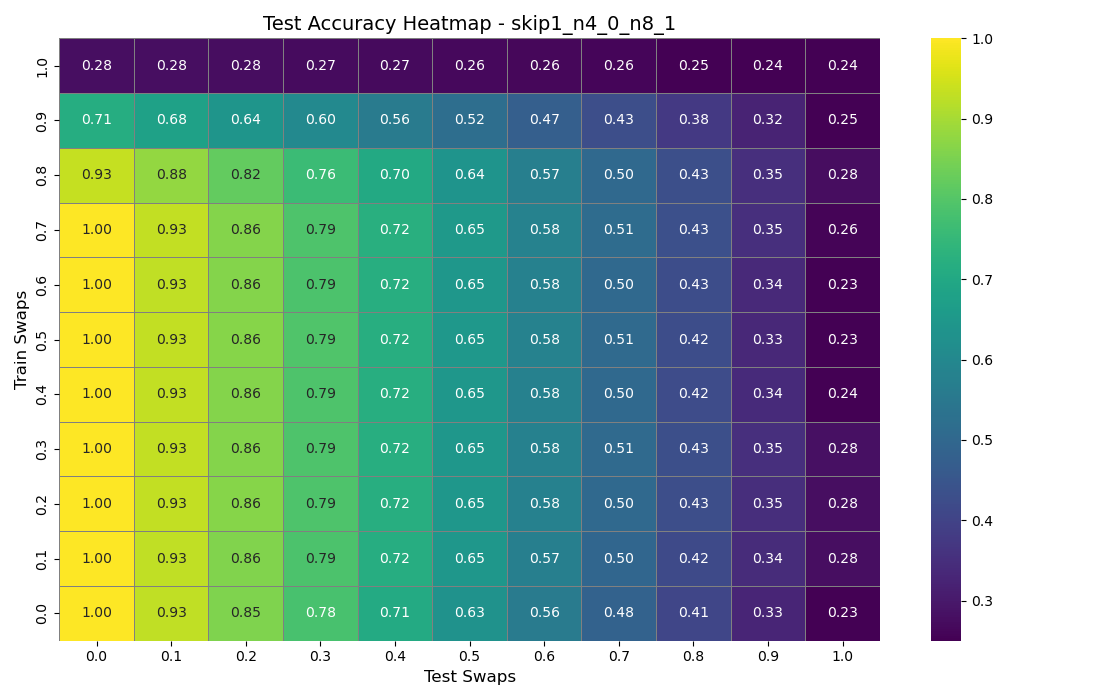 Test Accuracy Heatmap - skip1_n4_0_n8_1
Train Swaps
1.0 0.28 0.28 0.28 0.27 0.27 0.26 0.26 0.26 0.25 0.24 0.24
0.9 0.71 0.68 0.64 0.60 0.56 0.52 0.47 0.43 0.38 0.32 0.25
0.8 0.93 0.88 0.82 0.76 0.70 0.64 0.57 0.50 0.43 0.35 0.28
0.7 1.00 0.93 0.86 0.79 0.72 0.65 0.58 0.51 0.43 0.35 0.26
0.6 1.00 0.93 0.86 0.79 0.72 0.65 0.58 0.50 0.43 0.34 0.23
0.5 1.00 0.93 0.86 0.79 0.72 0.65 0.58 0.51 0.42 0.33 0.23
0.4 1.00 0.93 0.86 0.79 0.72 0.65 0.58 0.50 0.42 0.34 0.24
0.3 1.00 0.93 0.86 0.79 0.72 0.65 0.58 0.51 0.43 0.35 0.28
0.2 1.00 0.93 0.86 0.79 0.72 0.65 0.58 0.50 0.43 0.35 0.28
0.1 1.00 0.93 0.86 0.79 0.72 0.65 0.57 0.50 0.42 0.34 0.28
0.0 1.00 0.93 0.85 0.78 0.71 0.63 0.56 0.48 0.41 0.33 0.23
0.0 0.1 0.2 0.3 0.4 0.5 0.6 0.7 0.8 0.9 1.0
Test Swaps
1.0
0.9
0.8
0.7
0.6
0.5
0.4
0.3